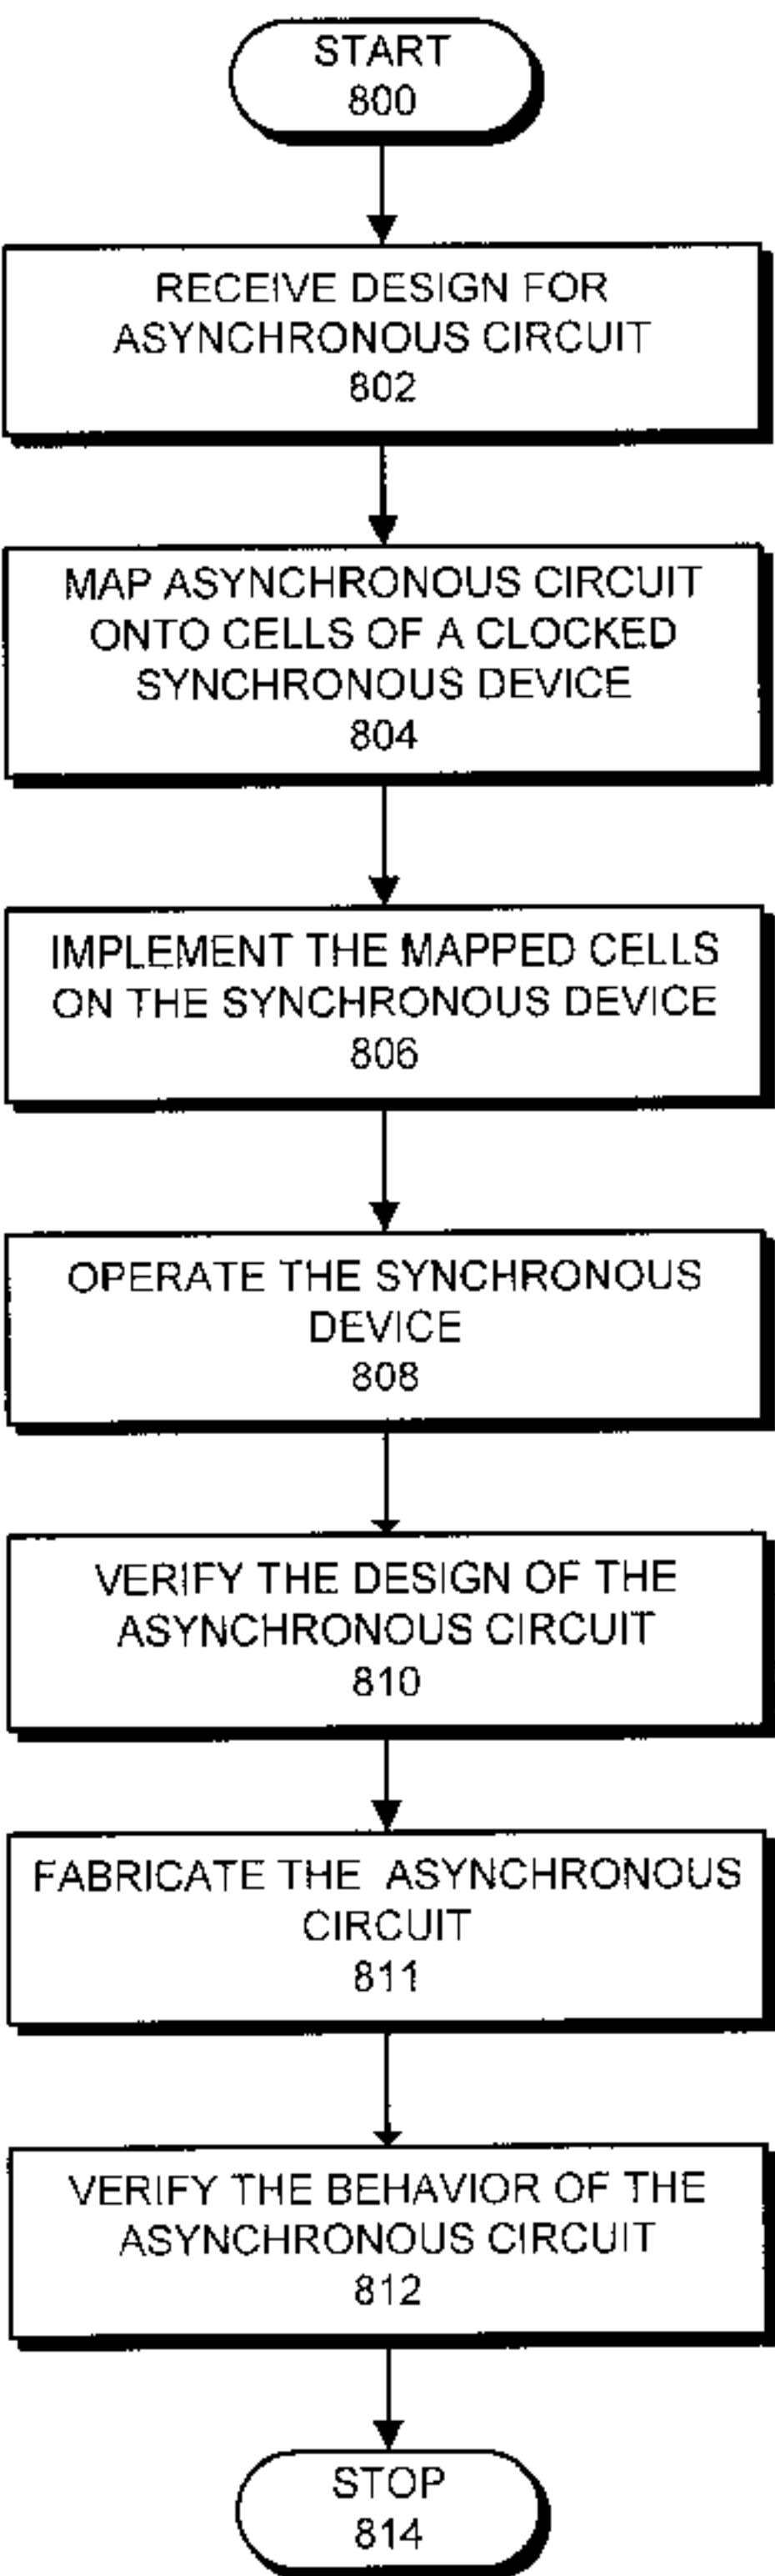 START
800
RECEIVE DESIGN FOR
ASYNCHRONOUS CIRCUIT
802
MAP ASYNCHRONOUS CIRCUIT
ONTO CELLS OF A CLOCKED
SYNCHRONOUS DEVICE
804
IMPLEMENT THE MAPPED CELLS
ON THE SYNCHRONOUS DEVICE
806
OPERATE THE SYNCHRONOUS
DEVICE
808
VERIFY THE DESIGN OF THE
ASYNCHRONOUS CIRCUIT
810
FABRICATE THE ASYNCHRONOUS
CIRCUIT
811
VERIFY THE BEHAVIOR OF THE
ASYNCHRONOUS CIRCUIT
812
STOP
814